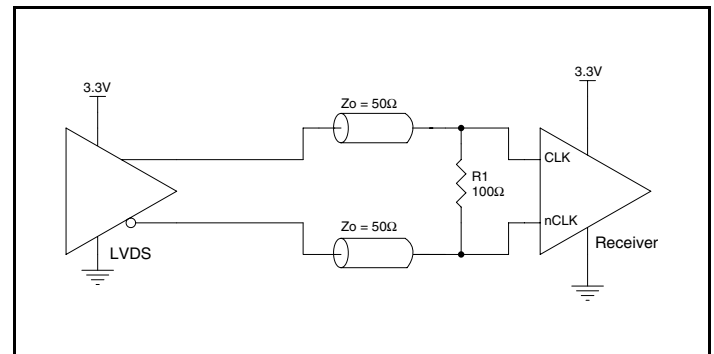 3.3V
3.3V
Zo = 50Ω
CLK
R1
100Ω
nCLK
Zo = 50Ω
Receiver
LVDS